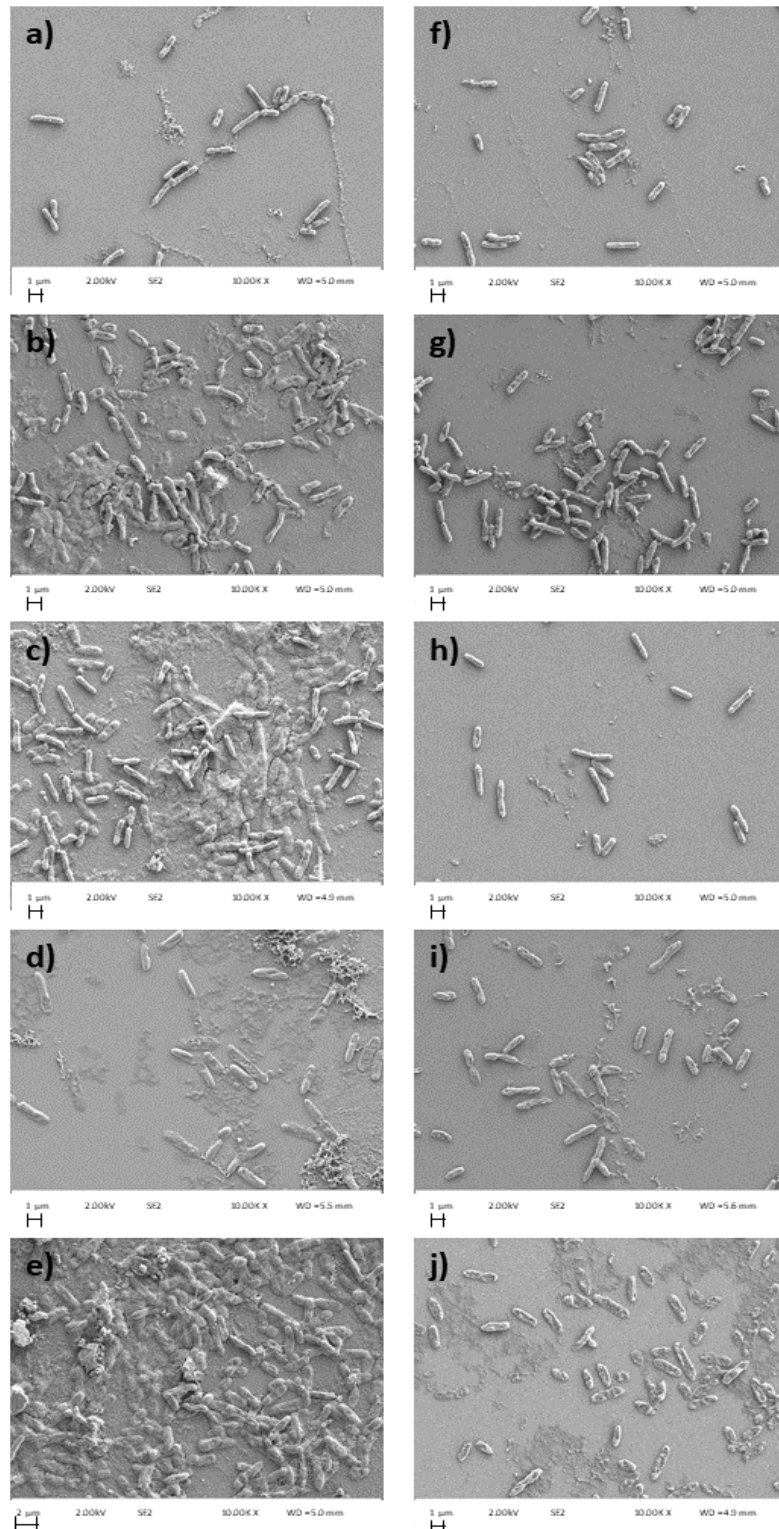 a)
1 µm 2.00kV SE2 10.00K X WD =5.0 mm
f)
1 µm 2.00kV SE2 10.00K X WD =5.0 mm
b)
1 µm 2.00kV SE2 10.00K X WD =5.0 mm
g)
1 µm 2.00kV SE2 10.00K X WD =5.0 mm
c)
1 µm 2.00kV SE2 10.00K X WD =4.9 mm
h)
1 µm 2.00kV SE2 10.00K X WD =5.0 mm
d)
1 µm 2.00kV SE2 10.00K X WD =5.5 mm
i)
1 µm 2.00kV SE2 10.00K X WD =5.6 mm
e)
2 µm 2.00kV SE2 10.00K X WD =5.0 mm
j)
1 µm 2.00kV SE2 10.00K X WD =4.9 mm